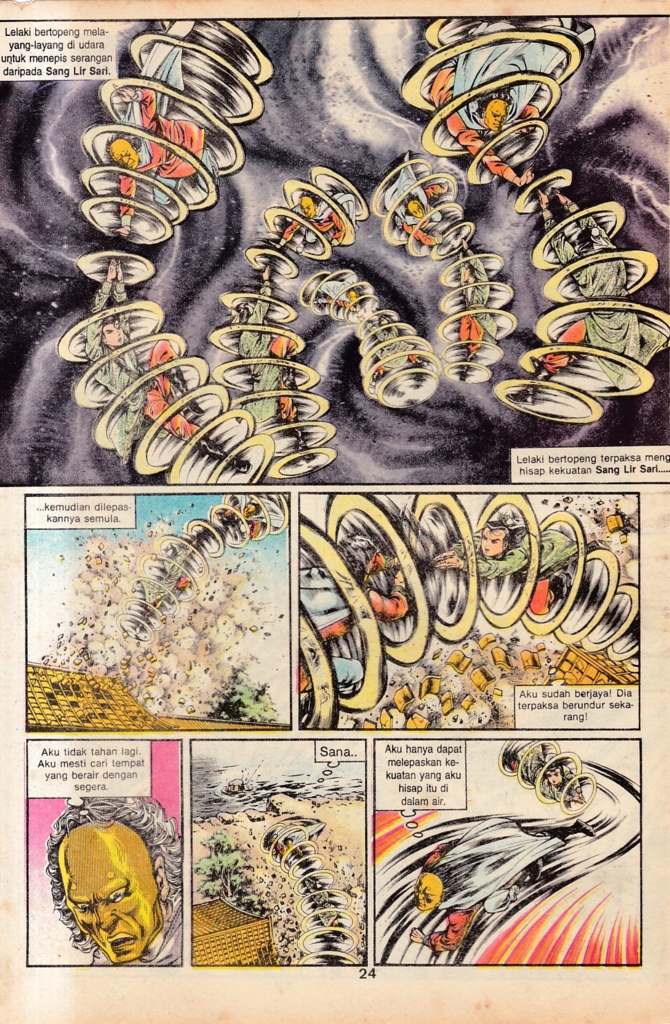 Lelaki bertopeng mela-
yang-layang di udara
untuk menepis serangan
daripada Sang Lir Sari.
Lelaki bertopeng terpaksa meng
hisap kekuatan Sang Lir Sari.....
...kemudian dilepas-
kannya semula.
Aku sudah berjaya! Dia
terpaksa berundur seka-
rang!
Aku tidak tahan lagi.
Aku mesti cari tempat
yang berair dengan
segera.
Sana..
Aku hanya dapat
melepaskan ke-
kuatan yang aku
hisap itu di
dalam air.
24